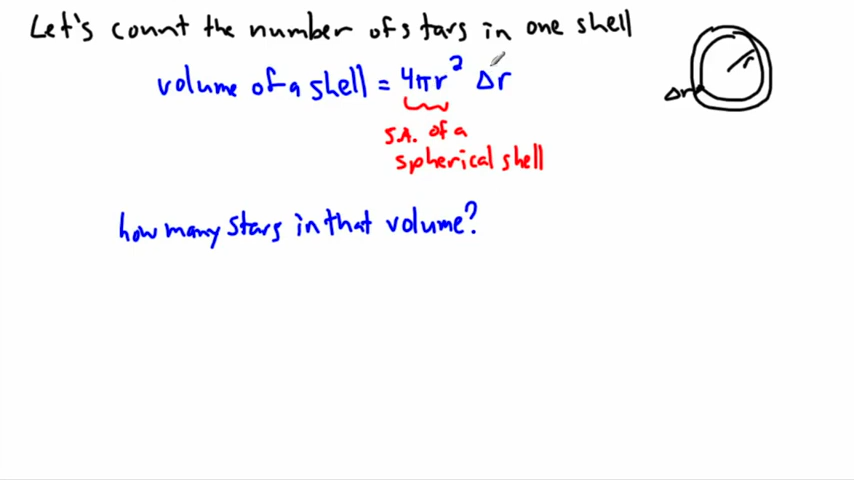 Let's count the number of stars in one shell
volume of a shell = 4πr² Δr
r
Δr
S.A. of a
spherical shell
how many stars in that volume?